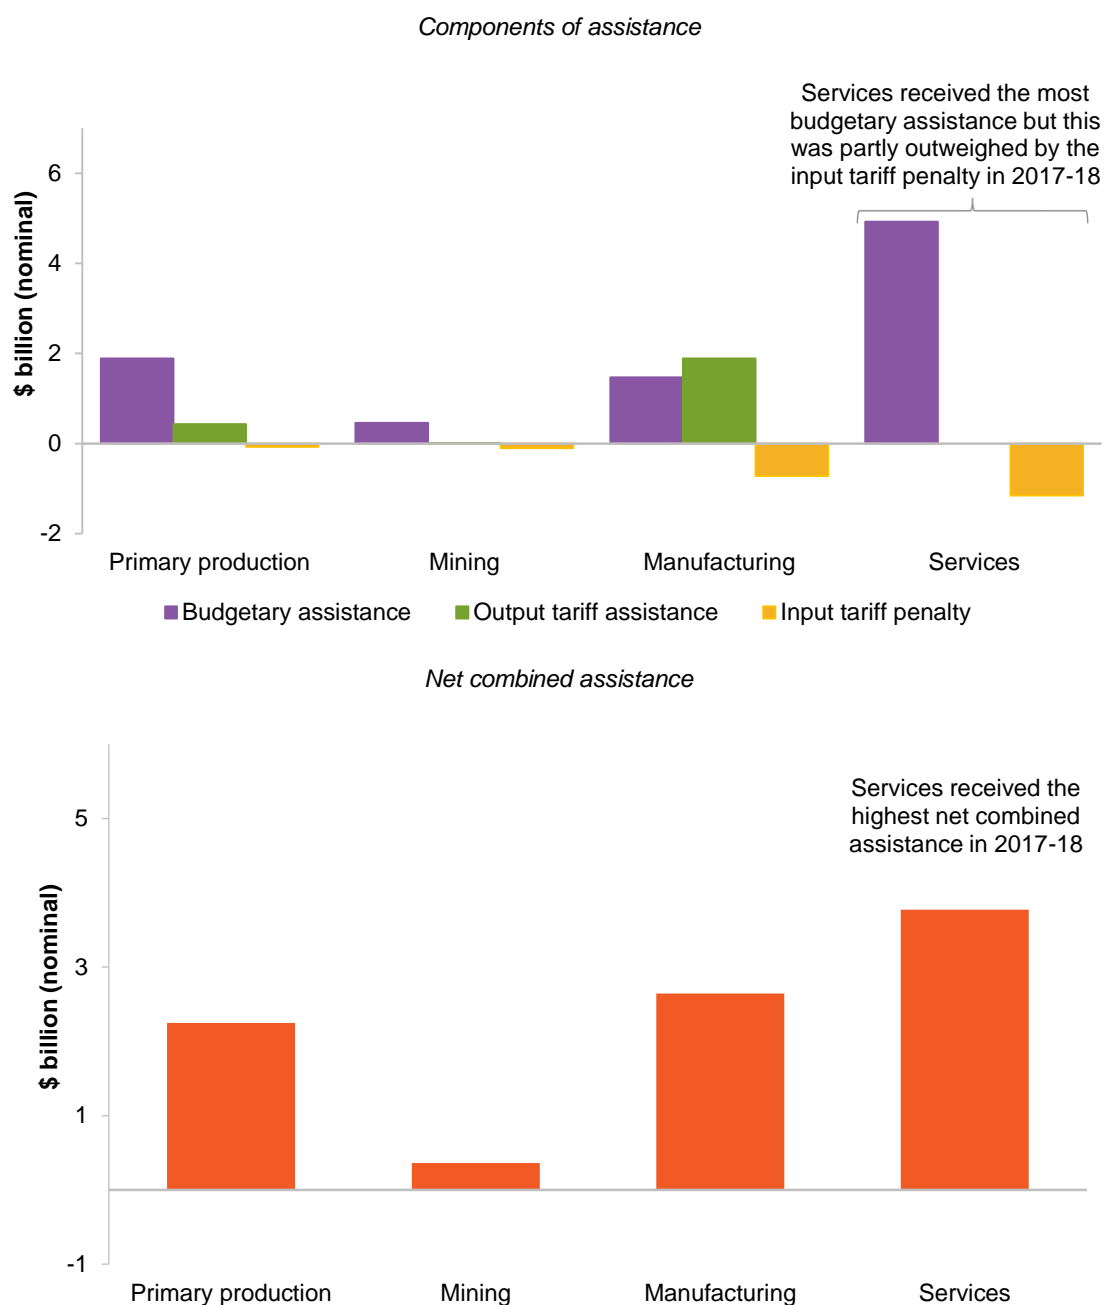 Components of assistance
Services received the most
budgetary assistance but this
was partly outweighed by the
input tariff penalty in 2017-18
$ billion (nominal)
6
4
2
0
-2
Primary production
Mining
Manufacturing
Services
Budgetary assistance
Output tariff assistance
Input tariff penalty
Net combined assistance
Services received the
highest net combined
assistance in 2017-18
$ billion (nominal)
5
3
1
-1
Primary production
Mining
Manufacturing
Services